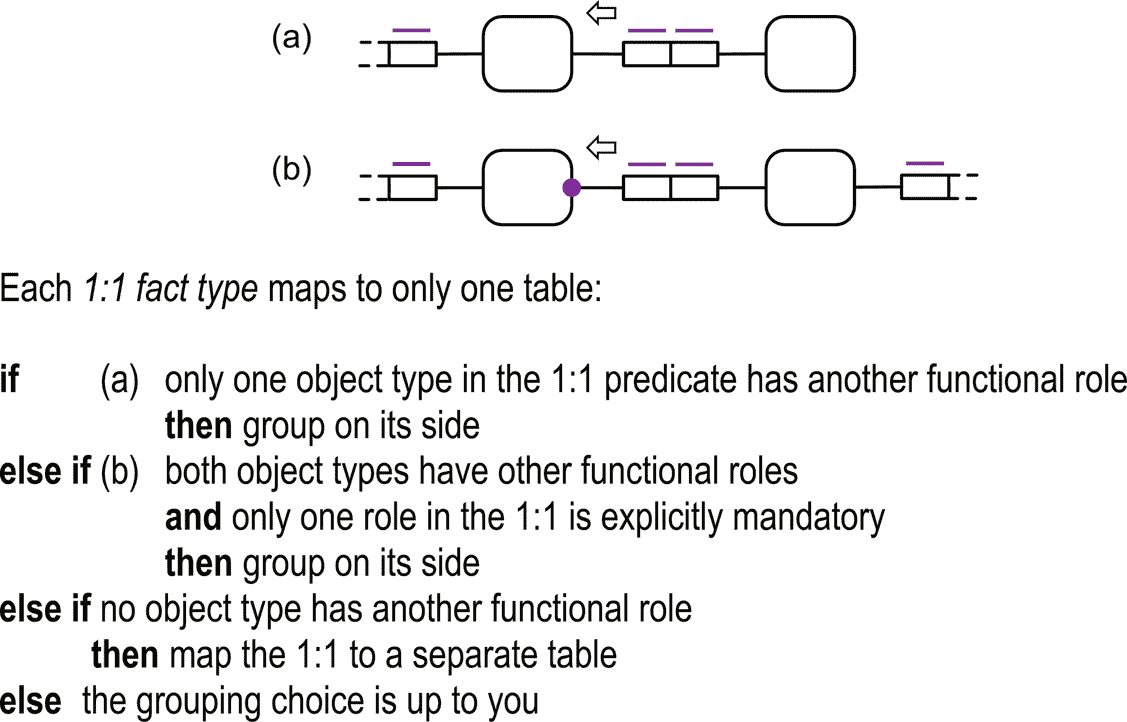 (a)
(b)
Each 1:1 fact type maps to only one table:
if (a) only one object type in the 1:1 predicate has another functional role
then group on its side
else if (b) both object types have other functional roles
and only one role in the 1:1 is explicitly mandatory
then group on its side
else if no object type has another functional role
then map the 1:1 to a separate table
else the grouping choice is up to you